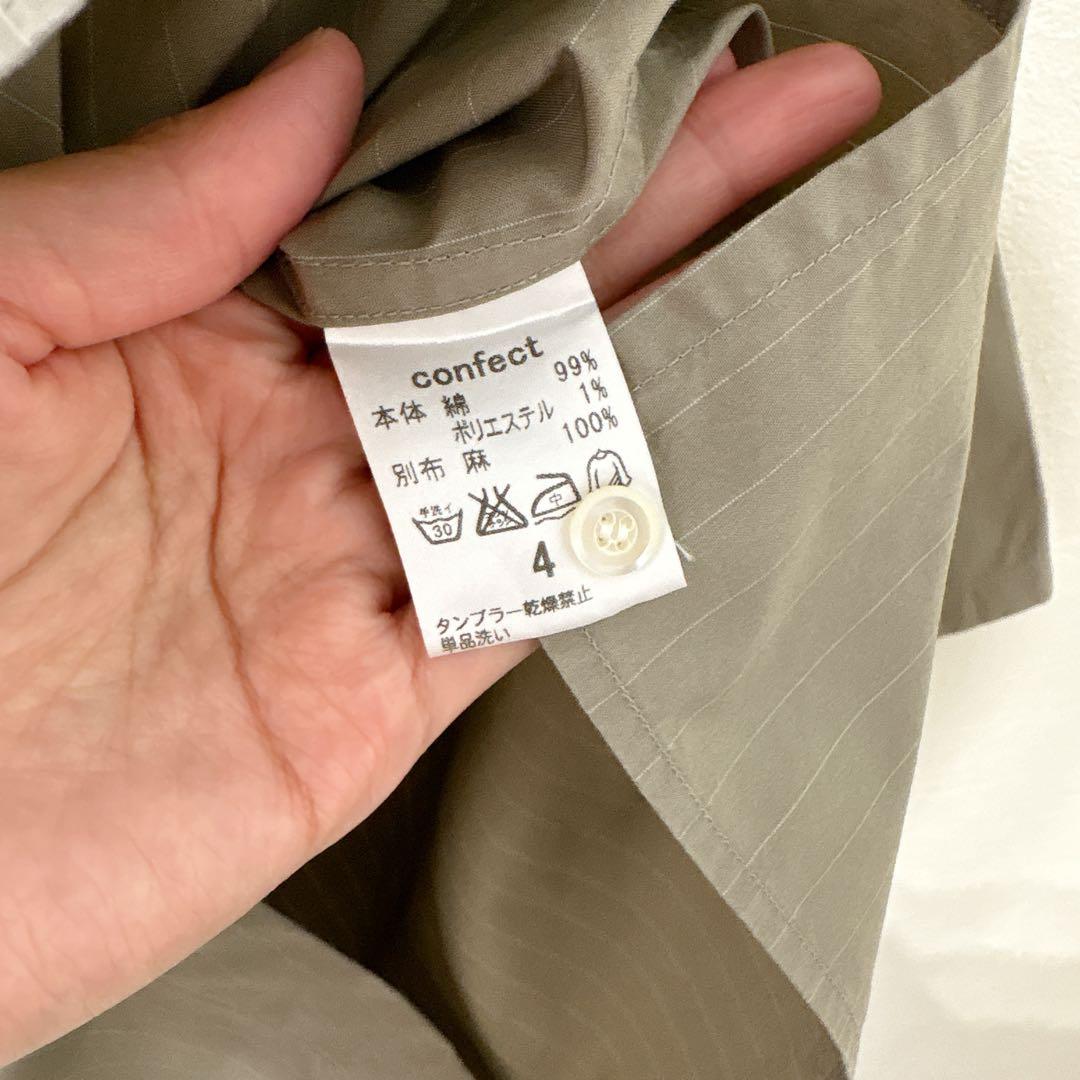 confect
本体 綿 99%
ポリエステル 1%
別布 麻 100%
手洗イ
30
中
4
タンブラー乾燥禁止
単品洗い